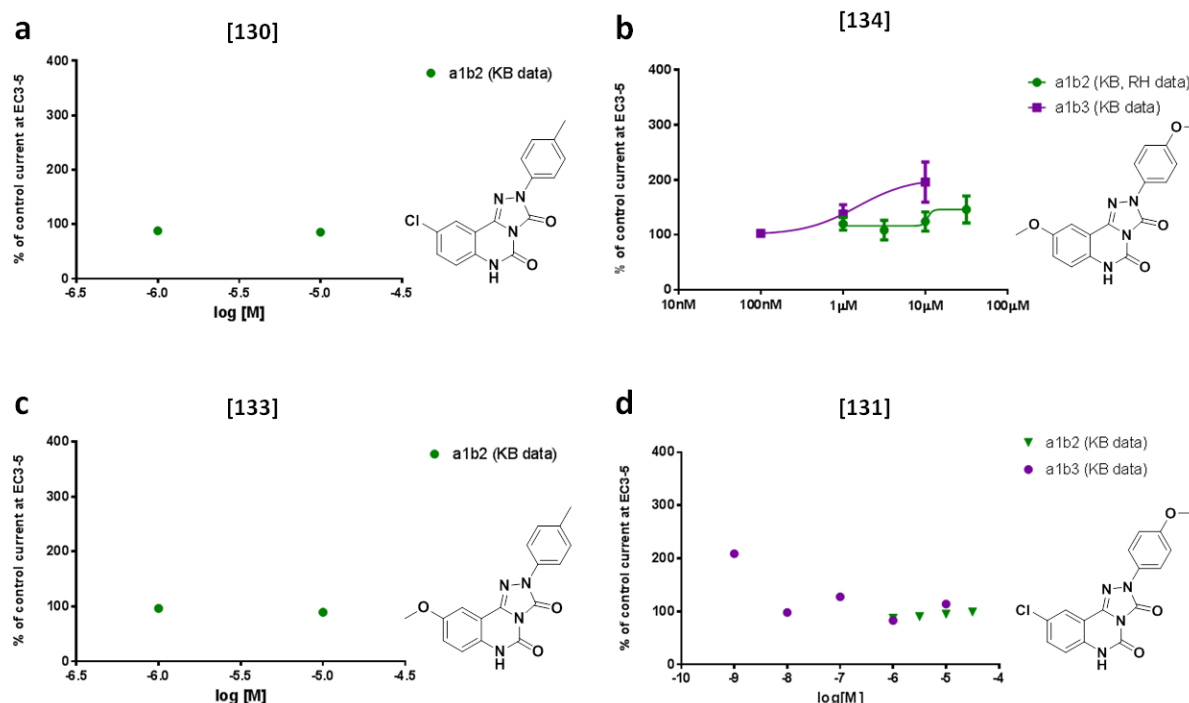 a
[130]
% of control current at EC3-5
400
300
200
100
0
-6.5
-6.0
-5.5
-5.0
-4.5
log [M]
a1b2 (KB data)
Cl
N
N
N
O
O
NH
b
[134]
% of control current at EC3-5
400
300
200
100
0
10nM
100nM
1µM
10µM
100µM
a1b2 (KB, RH data)
a1b3 (KB data)
O
N
N
N
O
O
O
NH
c
[133]
% of control current at EC3-5
400
300
200
100
0
-6.5
-6.0
-5.5
-5.0
-4.5
log [M]
a1b2 (KB data)
N
N
N
O
O
O
NH
d
[131]
% of control current at EC3-5
400
300
200
100
0
-10
-9
-8
-7
-6
-5
-4
log[M]
a1b2 (KB data)
a1b3 (KB data)
O
Cl
N
N
N
O
O
NH